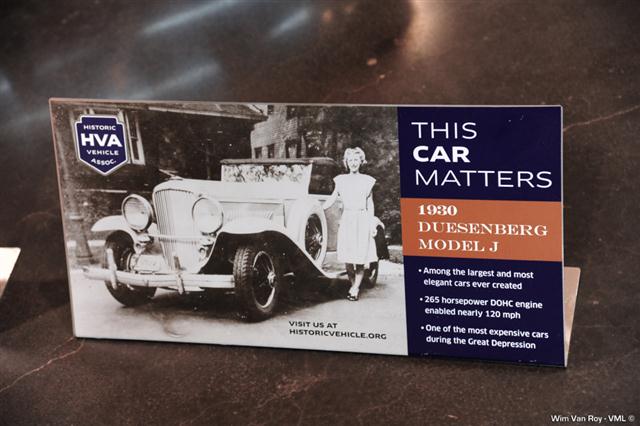 HISTORIC
HVA
VEHICLE
ASSOC.
THIS
CAR
MATTERS
1930
DUESENBERG
MODEL J
• Among the largest and most
elegant cars ever created
• 265 horsepower DOHC engine
enabled nearly 120 mph
• One of the most expensive cars
during the Great Depression
VISIT US AT
HISTORICVEHICLE.ORG
Wim Van Roy - VML ©